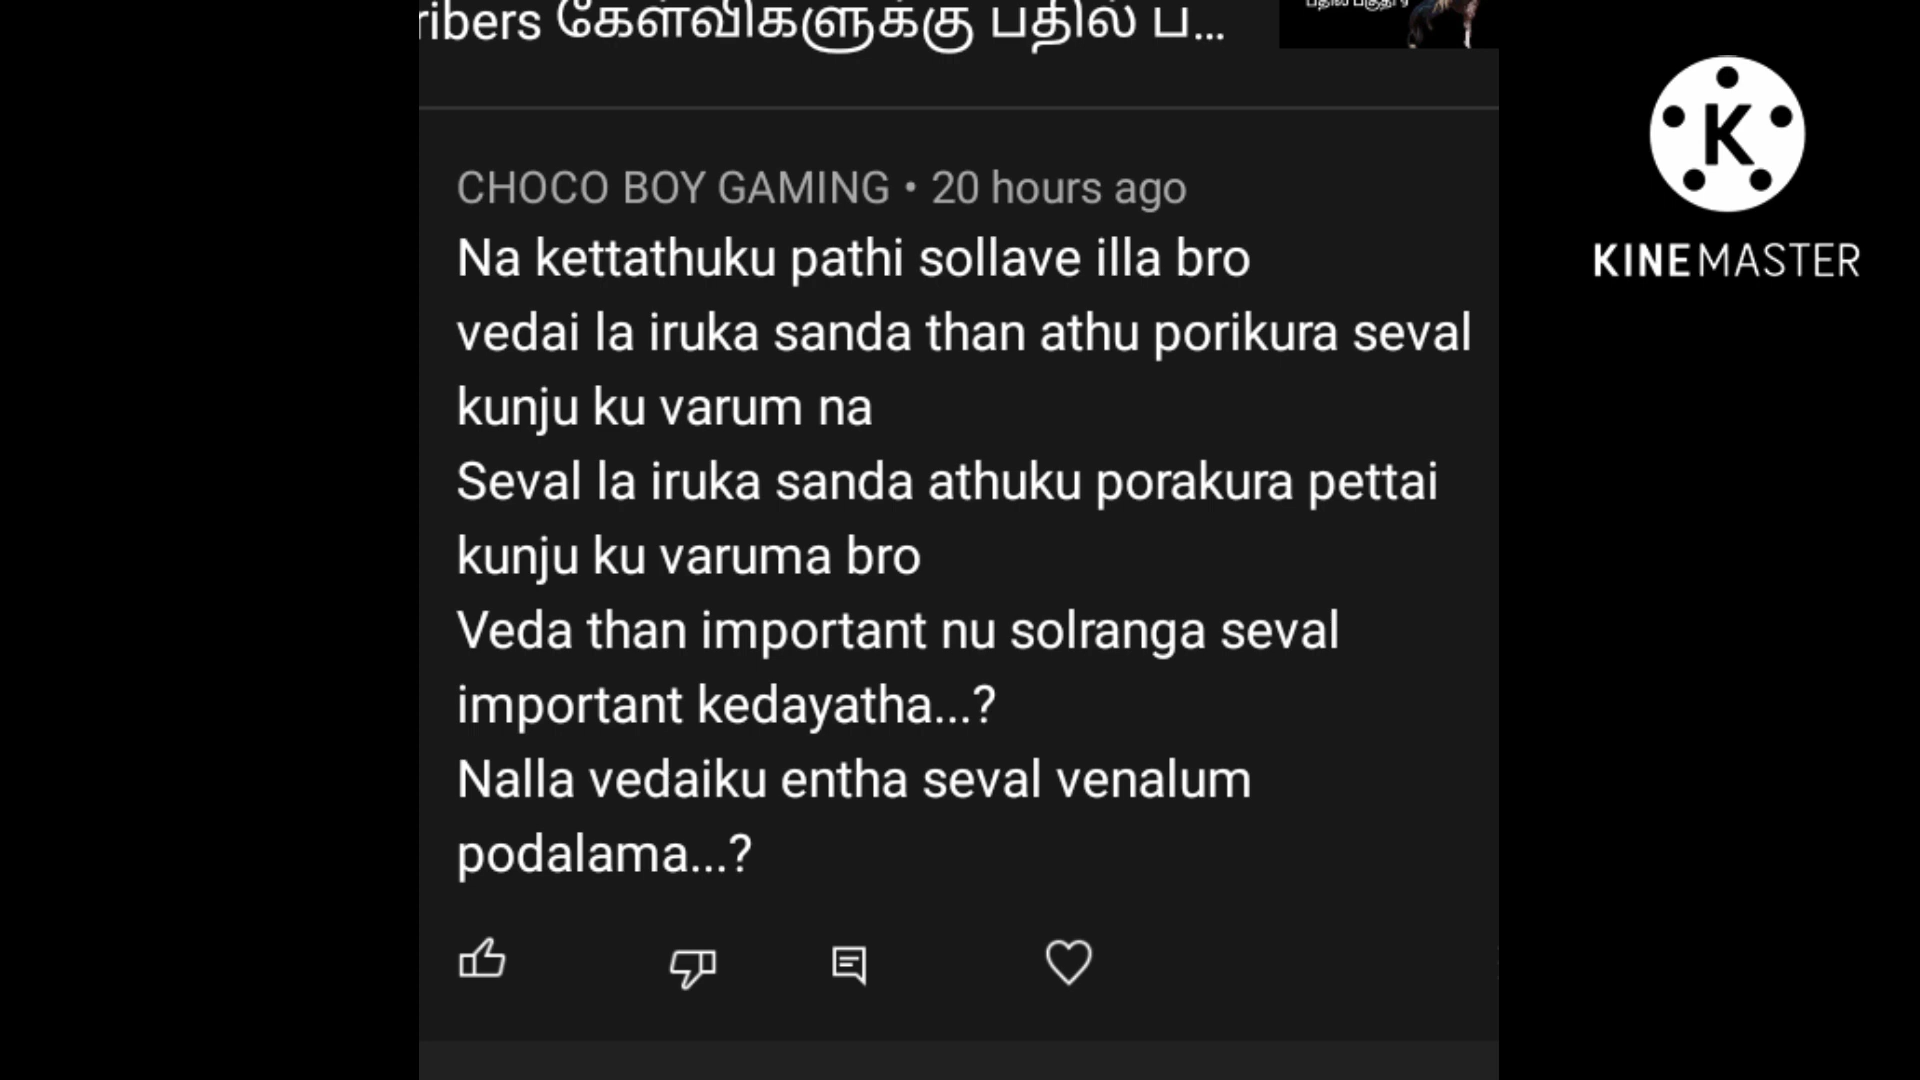 ribers கேள்விகளுக்கு பதில் ப...
CHOCO BOY GAMING • 20 hours ago
Na kettathuku pathi sollave illa bro
vedai la iruka sanda than athu porikura seval
kunju ku varum na
Seval la iruka sanda athuku porakura pettai
kunju ku varuma bro
Veda than important nu solranga seval
important kedayatha...?
Nalla vedaiku entha seval venalum
podalama...?
K
KINEMASTER